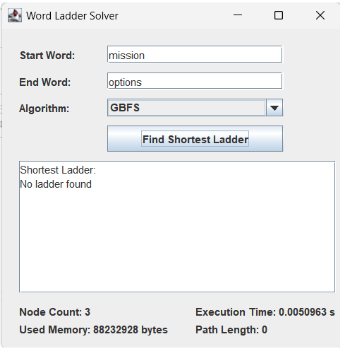 Word Ladder Solver
Start Word: mission
End Word: options
Algorithm: GBFS
Find Shortest Ladder
Shortest Ladder:
No ladder found
Node Count: 3 Execution Time: 0.0050963 s
Used Memory: 88232928 bytes Path Length: 0